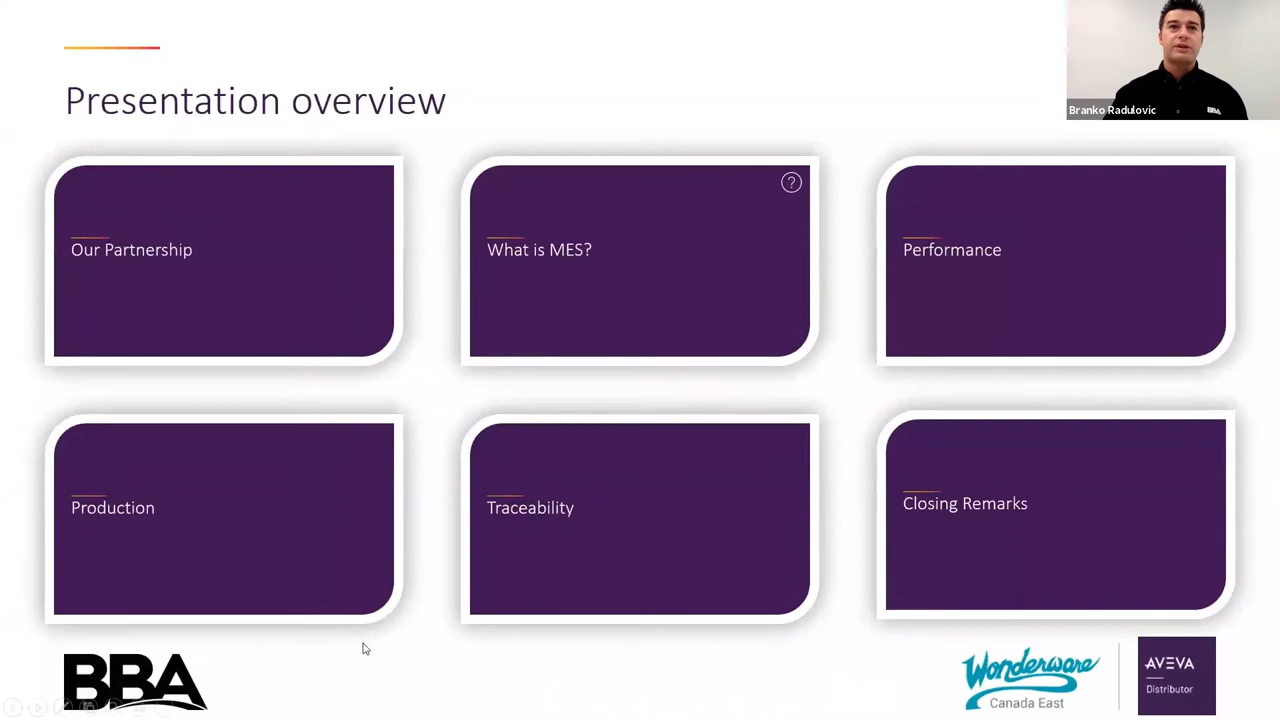 Presentation overview
Branko Radulovic
BBA
Our Partnership
?
What is MES?
Performance
Production
Traceability
Closing Remarks
BBA
Wonderware
Canada East
AVEVA
Distributor